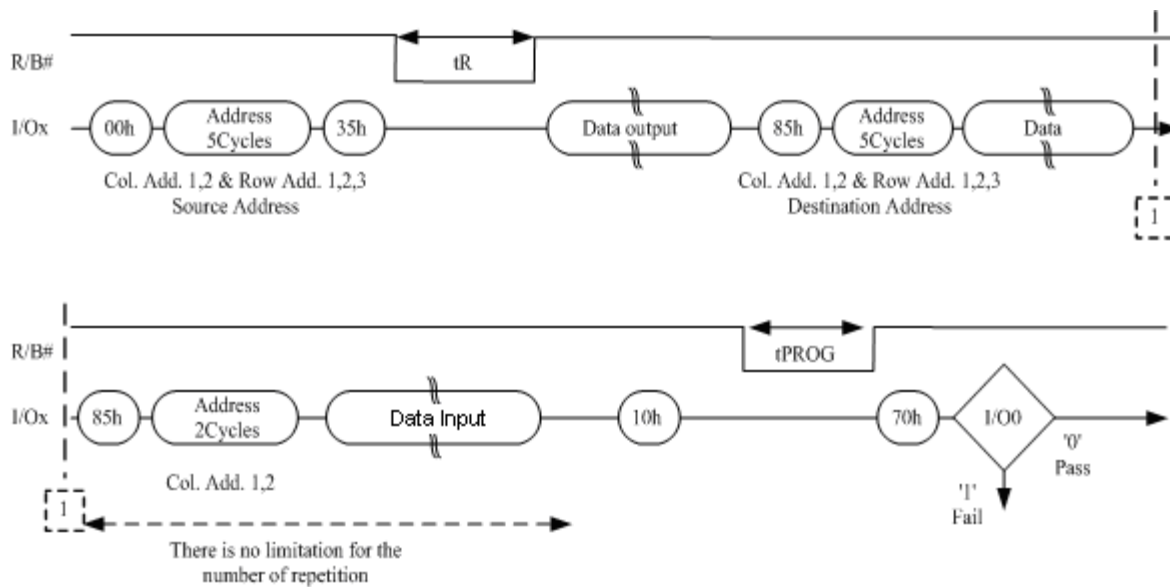 R/B#
tR
I/Ox
00h
Address
5Cycles
35h
Data output
85h
Address
5Cycles
Data
Col. Add. 1,2 & Row Add. 1,2,3
Source Address
Col. Add. 1,2 & Row Add. 1,2,3
Destination Address
1
R/B#
tPROG
I/Ox
85h
Address
2Cycles
Data Input
10h
70h
I/O0
'0'
Pass
Col. Add. 1,2
1
'1'
Fail
There is no limitation for the
number of repetition